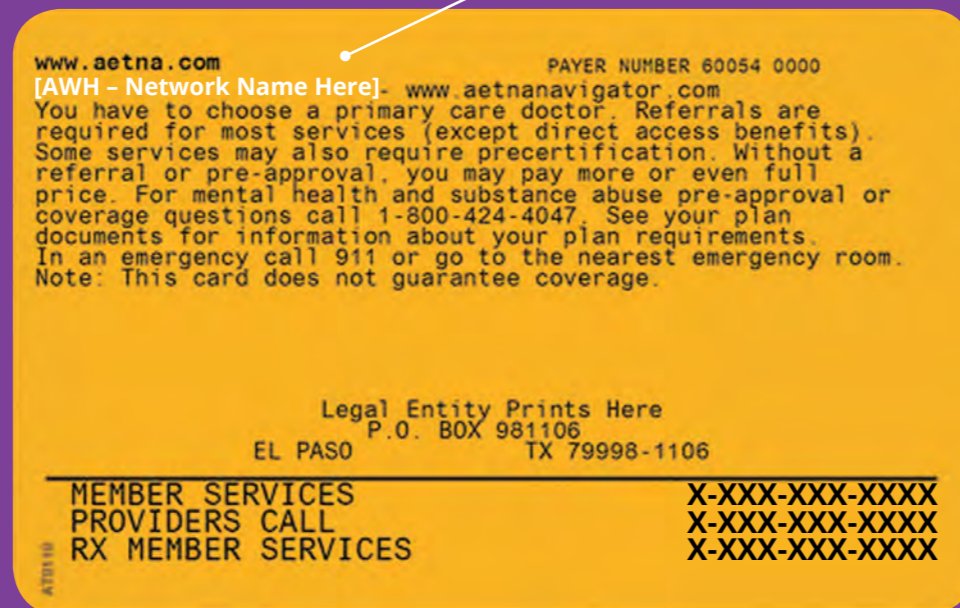 www.aetna.com PAYER NUMBER 60054 0000
[AWH – Network Name Here]- www.aetnanavigator.com
You have to choose a primary care doctor. Referrals are
required for most services (except direct access benefits).
Some services may also require precertification. Without a
referral or pre-approval, you may pay more or even full
price. For mental health and substance abuse pre-approval or
coverage questions call 1-800-424-4047. See your plan
documents for information about your plan requirements.
In an emergency call 911 or go to the nearest emergency room.
Note: This card does not guarantee coverage.
Legal Entity Prints Here
P.O. BOX 981106
EL PASO TX 79998-1106
MEMBER SERVICES X-XXX-XXX-XXXX
PROVIDERS CALL X-XXX-XXX-XXXX
RX MEMBER SERVICES X-XXX-XXX-XXXX